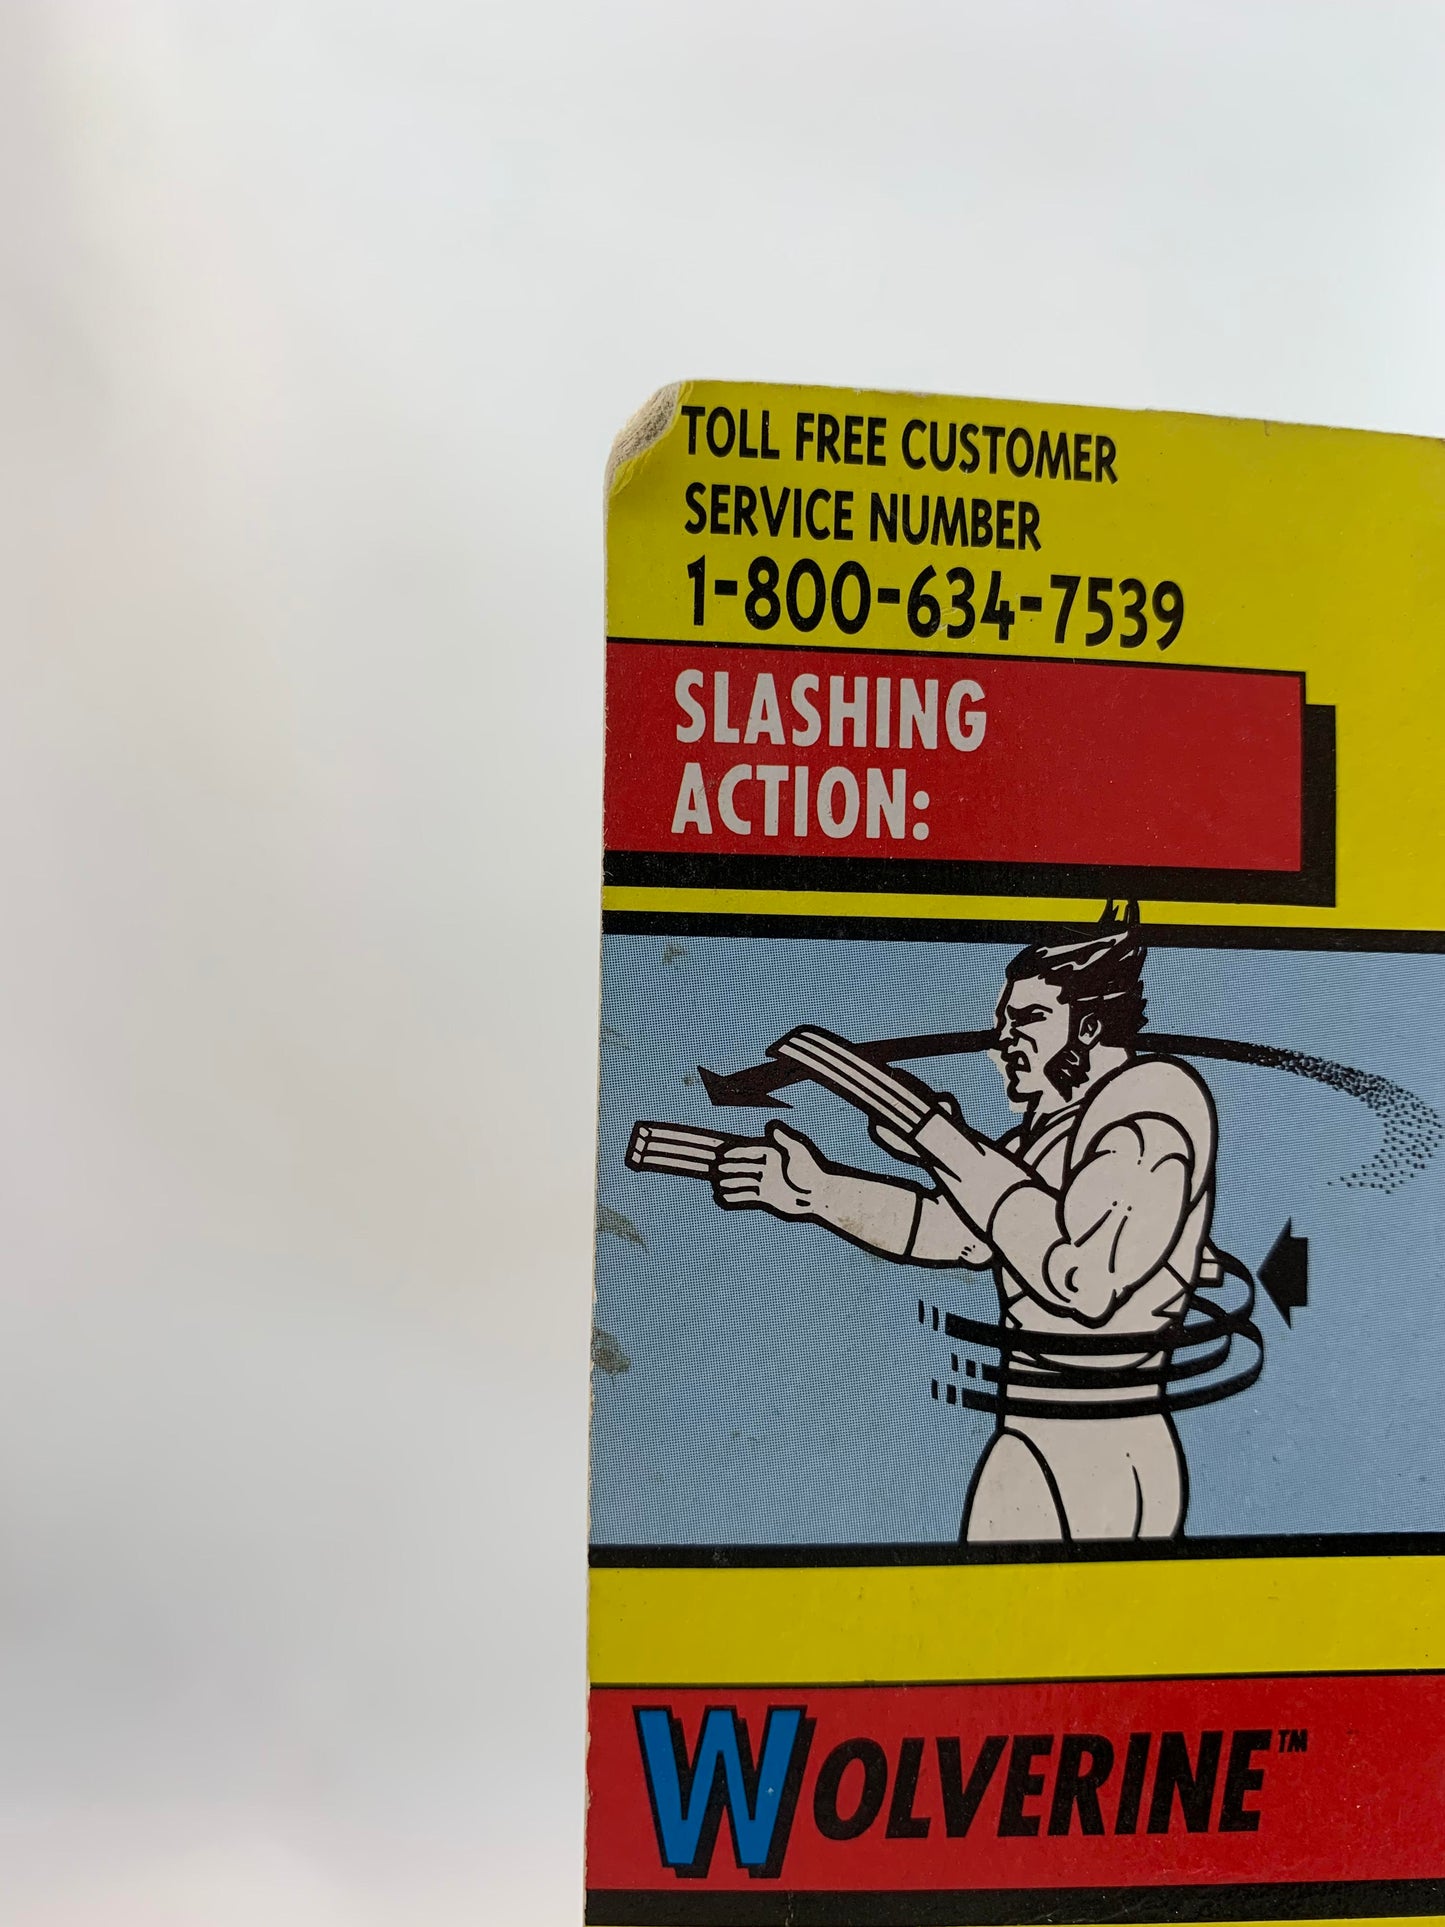 TOLL FREE CUSTOMER
SERVICE NUMBER
1-800-634-7539
SLASHING
ACTION:
WOLVERINE™